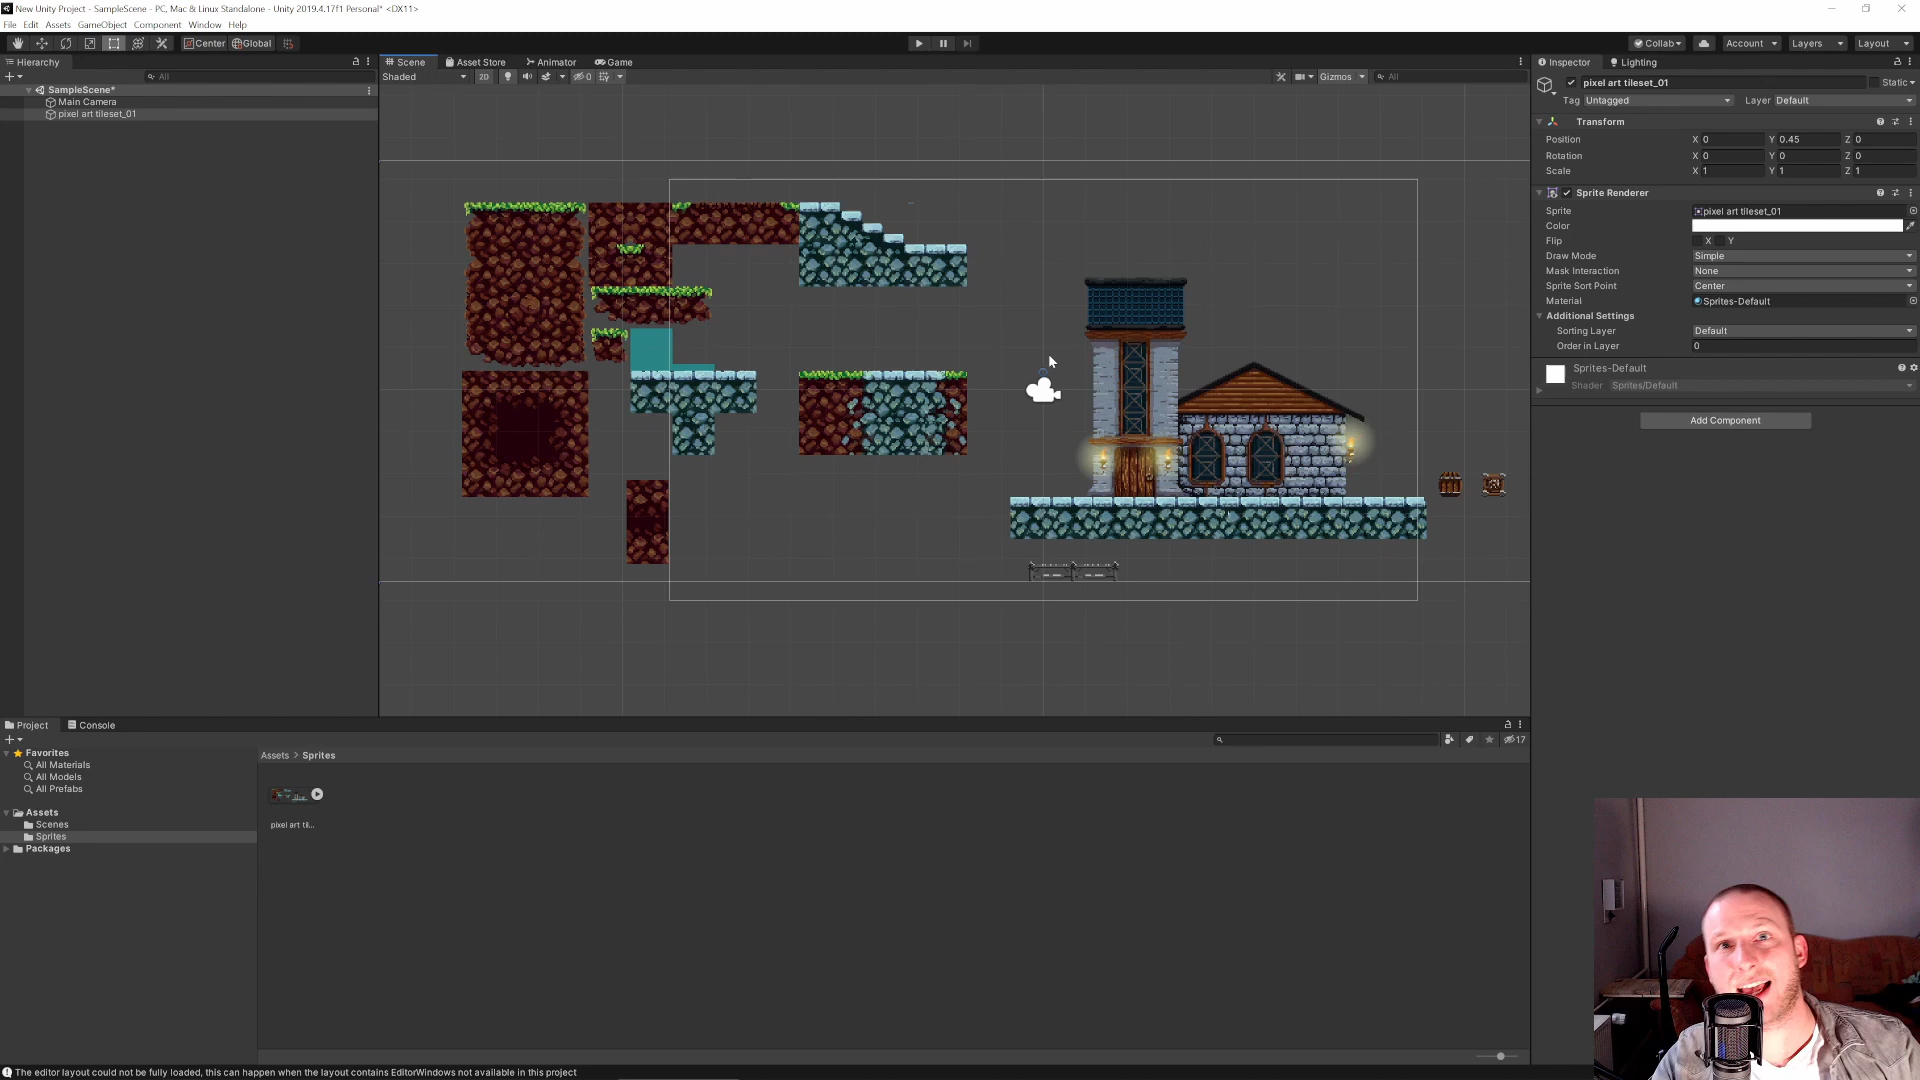 New Unity Project - SampleScene - PC, Mac & Linux Standalone - Unity 2019.4.17f1 Personal* <DX11>
File Edit Assets GameObject Component Window Help
Center Global Collab Account Layers Layout
Hierarchy
All
SampleScene*
Main Camera
pixel art tileset_01
Scene Asset Store Animator Game
Shaded 2D 0 Gizmos All
Inspector Lighting
pixel art tileset_01 Static
Tag Untagged Layer Default
Transform
Position X 0 Y 0.45 Z 0
Rotation X 0 Y 0 Z 0
Scale X 1 Y 1 Z 1
Sprite Renderer
Sprite pixel art tileset_01
Color
Flip X Y
Draw Mode Simple
Mask Interaction None
Sprite Sort Point Center
Material Sprites-Default
Additional Settings
Sorting Layer Default
Order in Layer 0
Sprites-Default
Shader Sprites/Default
Add Component
Project Console
17
Favorites
All Materials
All Models
All Prefabs
Assets
Scenes
Sprites
Packages
Assets > Sprites
pixel art til...
The editor layout could not be fully loaded, this can happen when the layout contains EditorWindows not available in this project